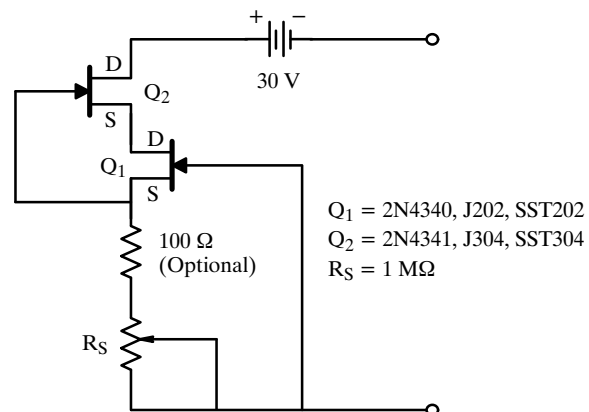 + −
30 V
D
Q2
S
D
Q1
S
100 Ω
(Optional)
RS
Q1 = 2N4340, J202, SST202
Q2 = 2N4341, J304, SST304
RS = 1 MΩ